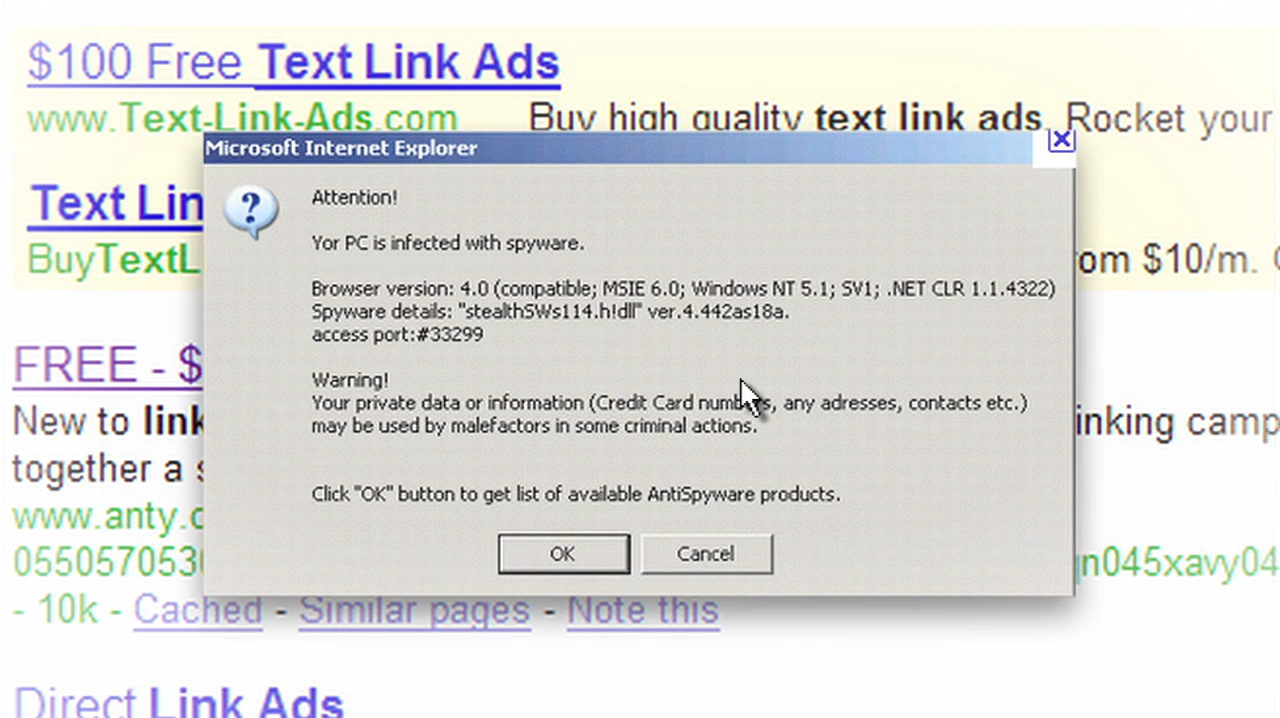 $100 Free Text Link Ads
www.Text-Link-Ads.com Buy high quality text link ads. Rocket your
Microsoft Internet Explorer
Attention!
Text Lin
Yor PC is infected with spyware.
BuyTextL om $10/m.
Browser version: 4.0 (compatible; MSIE 6.0; Windows NT 5.1; SV1; .NET CLR 1.1.4322)
Spyware details: "stealthSWs114.h!dll" ver.4.442as18a.
access port:#33299
FREE - $
Warning!
Your private data or information (Credit Card numbers, any adresses, contacts etc.)
may be used by malefactors in some criminal actions.
New to link inking camp
together a s
Click "OK" button to get list of available AntiSpyware products.
www.anty.c
OK Cancel
055057053 gn045xavy04
- 10k - Cached - Similar pages - Note this
Direct Link Ads